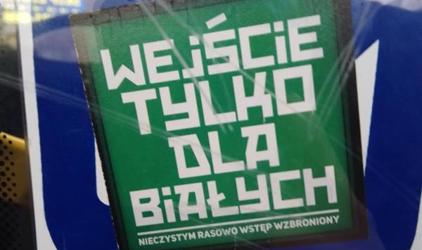 WEJŚCIE
TYLKO
DLA
BIAŁYCH
NIECZYSTYM RASOWO WSTĘP WZBRONIONY